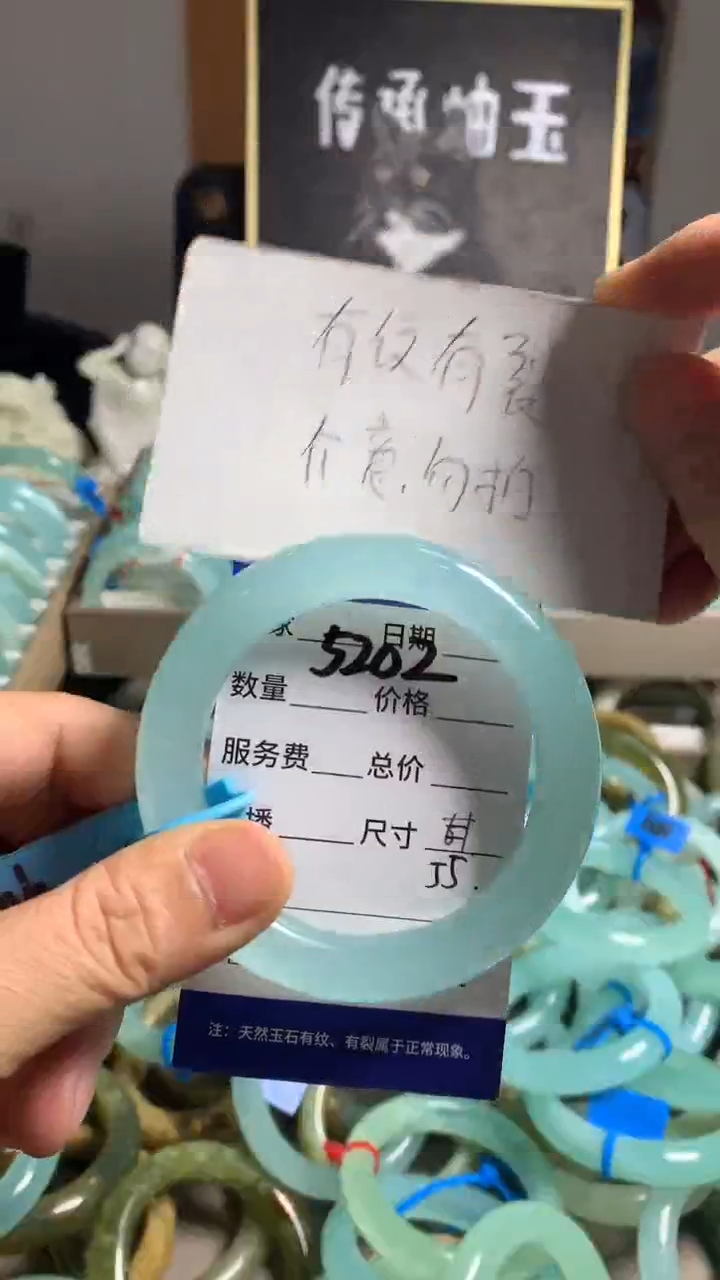 传承岫玉
有纹有裂
介意勿拍
日期
5202
数量 价格
服务费 总价
播 尺寸
55.
注：天然玉石有纹、有裂属于正常现象。